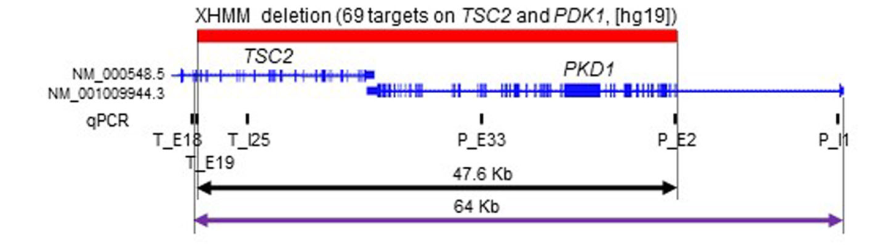 XHMM deletion (69 targets on TSC2 and PDK1, [hg19])
TSC2
PKD1
NM_000548.5
NM_001009944.3
qPCR
T_E18 T_I25 P_E33 P_E2 P_I1
T_E19
47.6 Kb
64 Kb